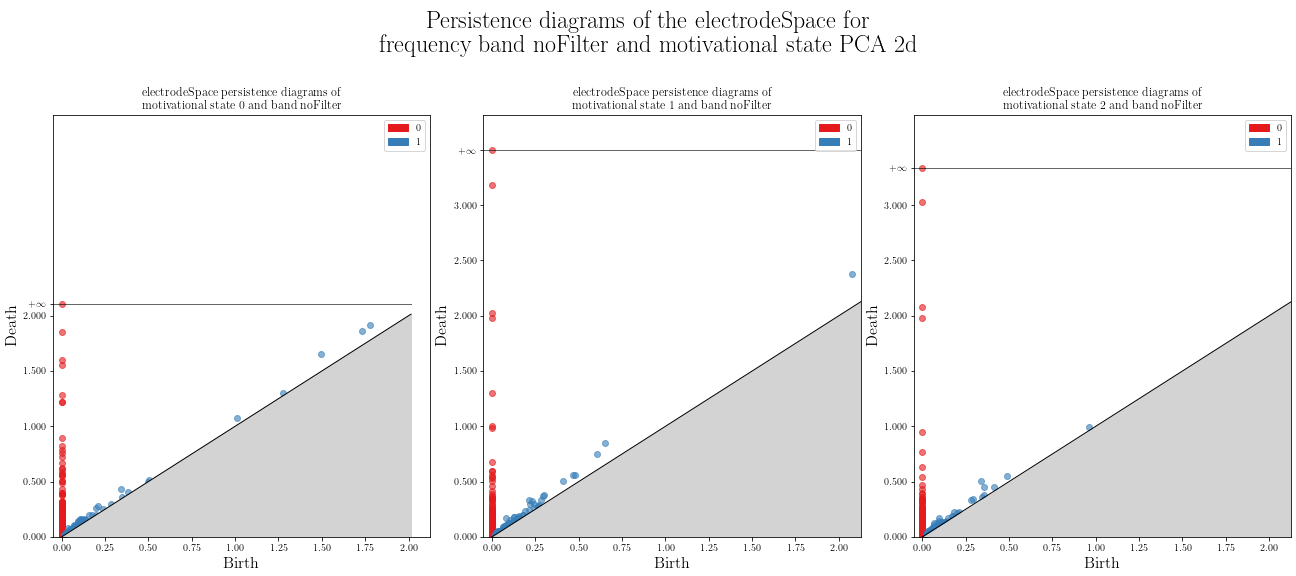 Persistence diagrams of the electrodeSpace for
frequency band noFilter and motivational state PCA 2d
electrodeSpace persistence diagrams of
motivational state 0 and band noFilter
0
1
+∞
2.000
1.500
1.000
0.500
0.000
Death
0.00 0.25 0.50 0.75 1.00 1.25 1.50 1.75 2.00
Birth
electrodeSpace persistence diagrams of
motivational state 1 and band noFilter
0
1
+∞
3.000
2.500
2.000
1.500
1.000
0.500
0.000
Death
0.00 0.25 0.50 0.75 1.00 1.25 1.50 1.75 2.00
Birth
electrodeSpace persistence diagrams of
motivational state 2 and band noFilter
0
1
+∞
3.000
2.500
2.000
1.500
1.000
0.500
0.000
Death
0.00 0.25 0.50 0.75 1.00 1.25 1.50 1.75 2.00
Birth